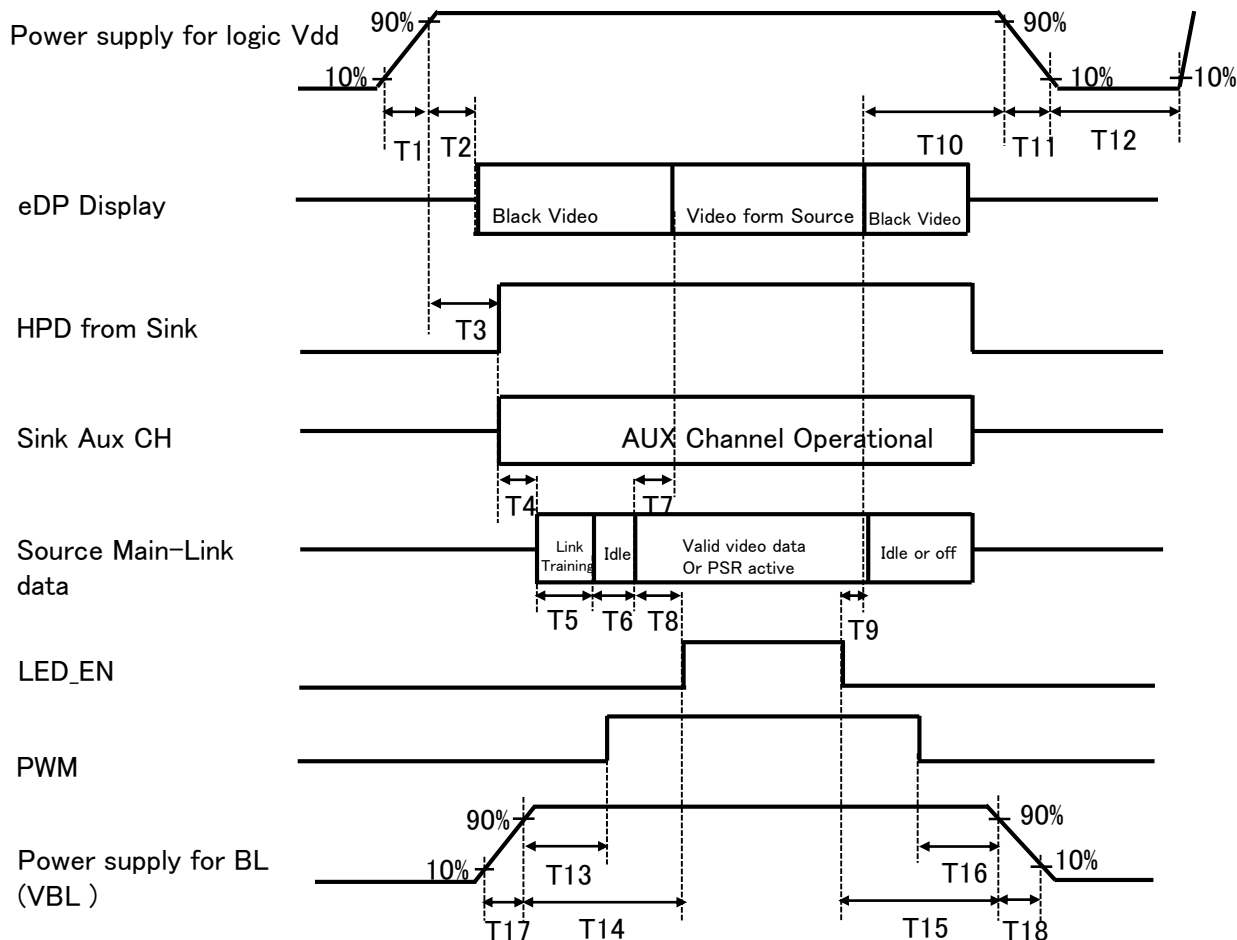 90%
90%
Power supply for logic Vdd
10%
10%
10%
T1
T2
T10
T11
T12
eDP Display
Black Video
Video form Source
Black Video
HPD from Sink
T3
Sink Aux CH
AUX Channel Operational
T4
T7
Source Main-Link
data
Link
Training
Idle
Valid video data
Or PSR active
Idle or off
T5
T6
T8
T9
LED_EN
PWM
90%
90%
Power supply for BL
(VBL )
10%
10%
T13
T16
T17
T14
T15
T18